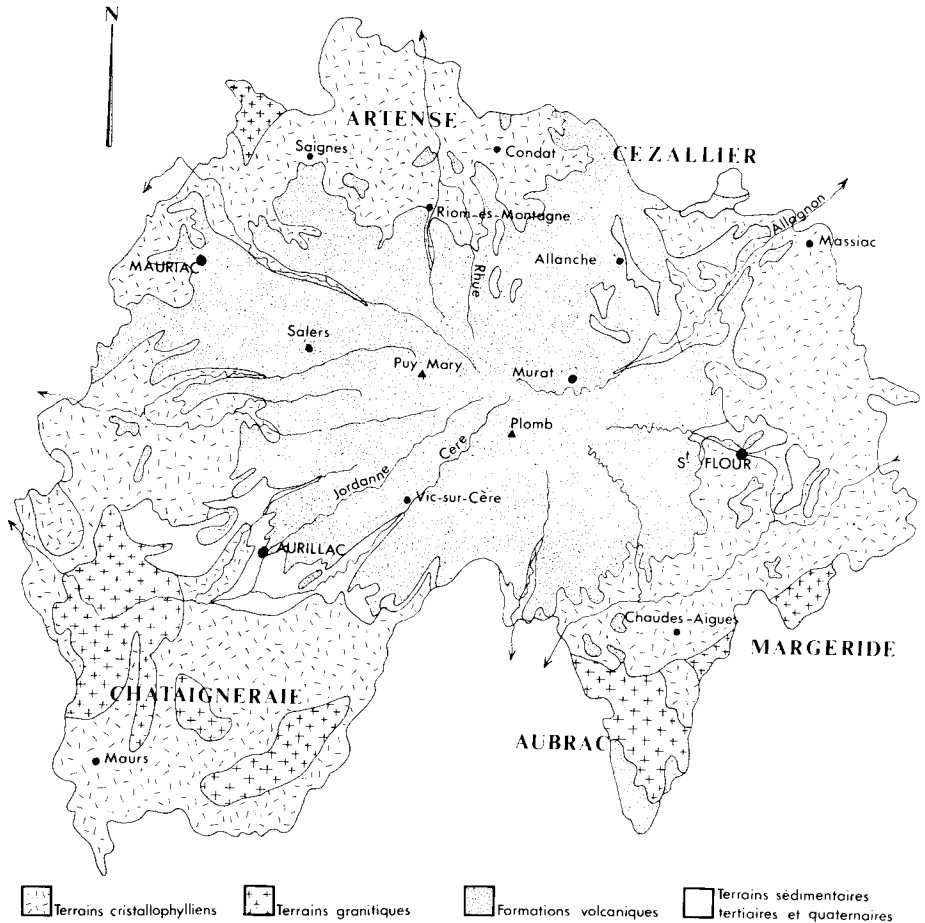 N
ARTENSE
Saignes
Condat
CEZALLIER
Riom-ès-Montagne
Allagnon
Massiac
MAURIAC
Allanche
Rhue
Salers
Puy Mary
Murat
Plomb
Cère
St FLOUR
Jordanne
Vic-sur-Cère
AURILLAC
Chaudes-Aigues
MARGERIDE
CHATAIGNERAIE
AUBRAC
Maurs
Terrains cristallophylliens
Terrains granitiques
Formations volcaniques
Terrains sédimentaires
tertiaires et quaternaires